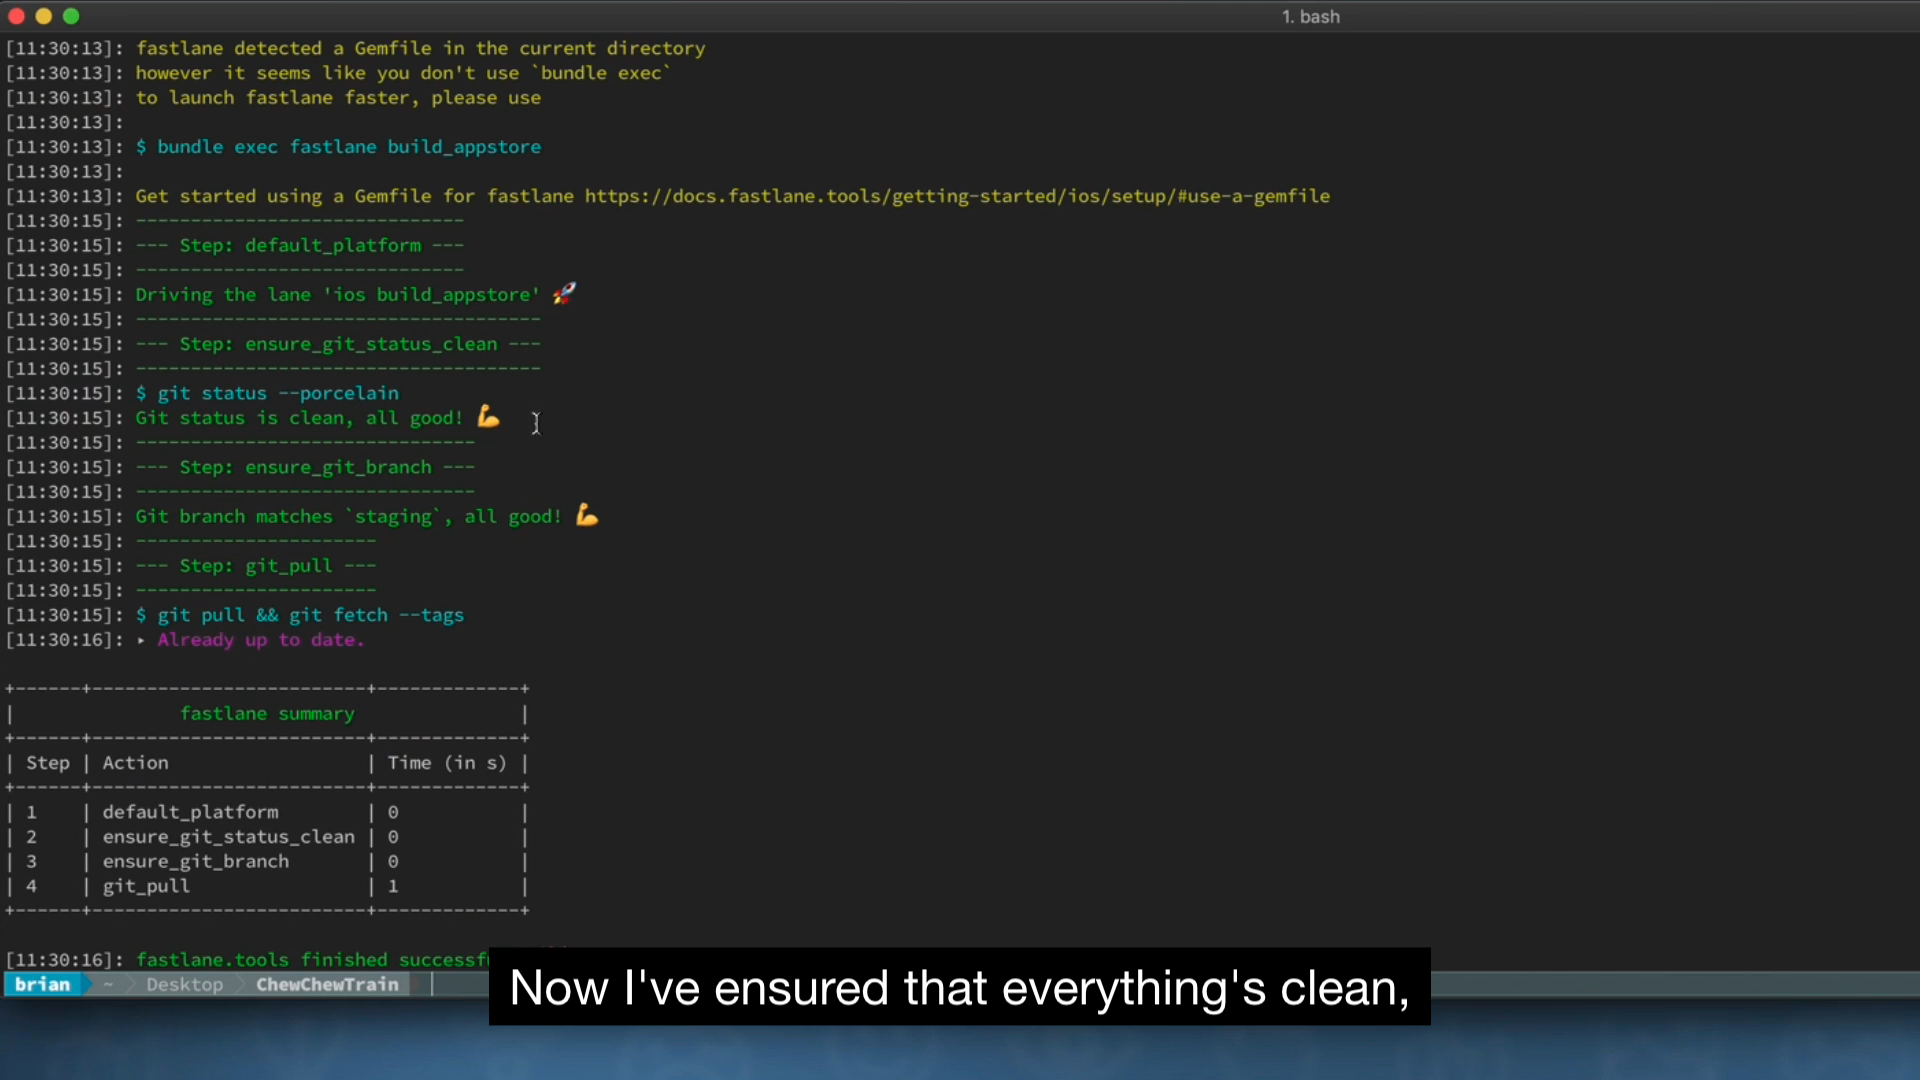 1. bash
[11:30:13]: fastlane detected a Gemfile in the current directory
[11:30:13]: however it seems like you don't use `bundle exec`
[11:30:13]: to launch fastlane faster, please use
[11:30:13]:
[11:30:13]: $ bundle exec fastlane build_appstore
[11:30:13]:
[11:30:13]: Get started using a Gemfile for fastlane https://docs.fastlane.tools/getting-started/ios/setup/#use-a-gemfile
[11:30:15]: ------------------------------
[11:30:15]: --- Step: default_platform ---
[11:30:15]: ------------------------------
[11:30:15]: Driving the lane 'ios build_appstore' 🚀
[11:30:15]: -------------------------------------
[11:30:15]: --- Step: ensure_git_status_clean ---
[11:30:15]: -------------------------------------
[11:30:15]: $ git status --porcelain
[11:30:15]: Git status is clean, all good! 💪
[11:30:15]: -------------------------------
[11:30:15]: --- Step: ensure_git_branch ---
[11:30:15]: -------------------------------
[11:30:15]: Git branch matches `staging`, all good! 💪
[11:30:15]: ----------------------
[11:30:15]: --- Step: git_pull ---
[11:30:15]: ----------------------
[11:30:15]: $ git pull && git fetch --tags
[11:30:16]: ▸ Already up to date.
+------+-------------------------+-------------+
| fastlane summary |
+------+-------------------------+-------------+
| Step | Action | Time (in s) |
+------+-------------------------+-------------+
| 1 | default_platform | 0 |
| 2 | ensure_git_status_clean | 0 |
| 3 | ensure_git_branch | 0 |
| 4 | git_pull | 1 |
+------+-------------------------+-------------+
[11:30:16]: fastlane.tools finished
brian ~ Desktop ChewChewTrain
Now I've ensured that everything's clean,